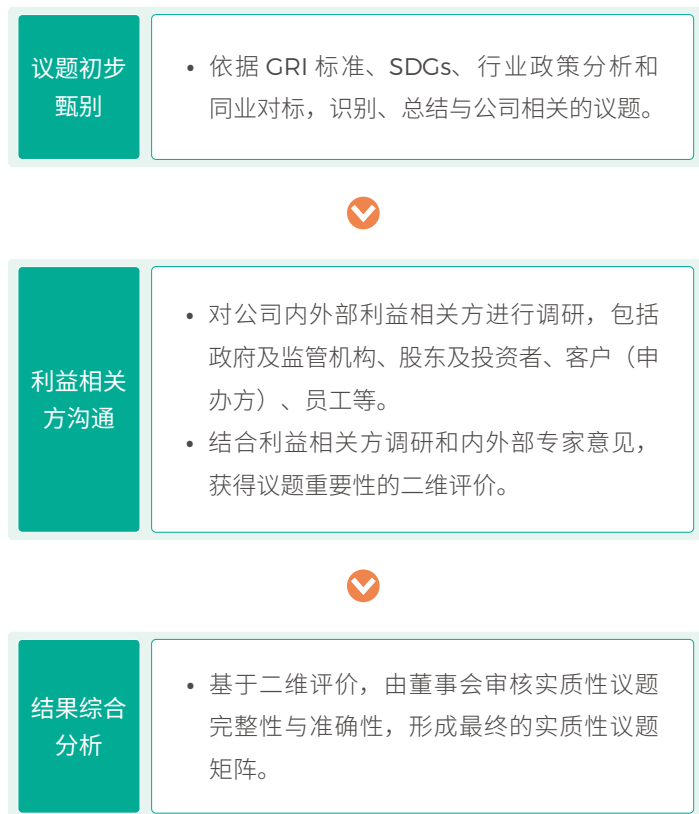 议题初步
甄别
• 依据 GRI 标准、SDGs、行业政策分析和
同业对标，识别、总结与公司相关的议题。
利益相关
方沟通
• 对公司内外部利益相关方进行调研，包括
政府及监管机构、股东及投资者、客户（申
办方）、员工等。
• 结合利益相关方调研和内外部专家意见，
获得议题重要性的二维评价。
结果综合
分析
• 基于二维评价，由董事会审核实质性议题
完整性与准确性，形成最终的实质性议题
矩阵。